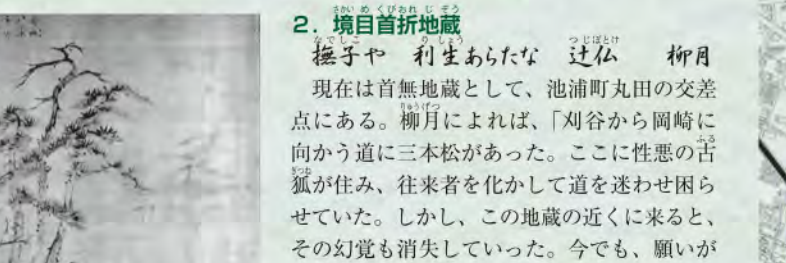 2．境目首折地蔵
撫子や　利生あらたな　辻仏　柳月
現在は首無地蔵として、池浦町丸田の交差
点にある。柳月によれば、「刈谷から岡崎に
向かう道に三本松があった。ここに性悪の古
狐が住み、往来者を化かして道を迷わせ困ら
せていた。しかし、この地蔵の近くに来ると、
その幻覚も消失していった。今でも、願いが